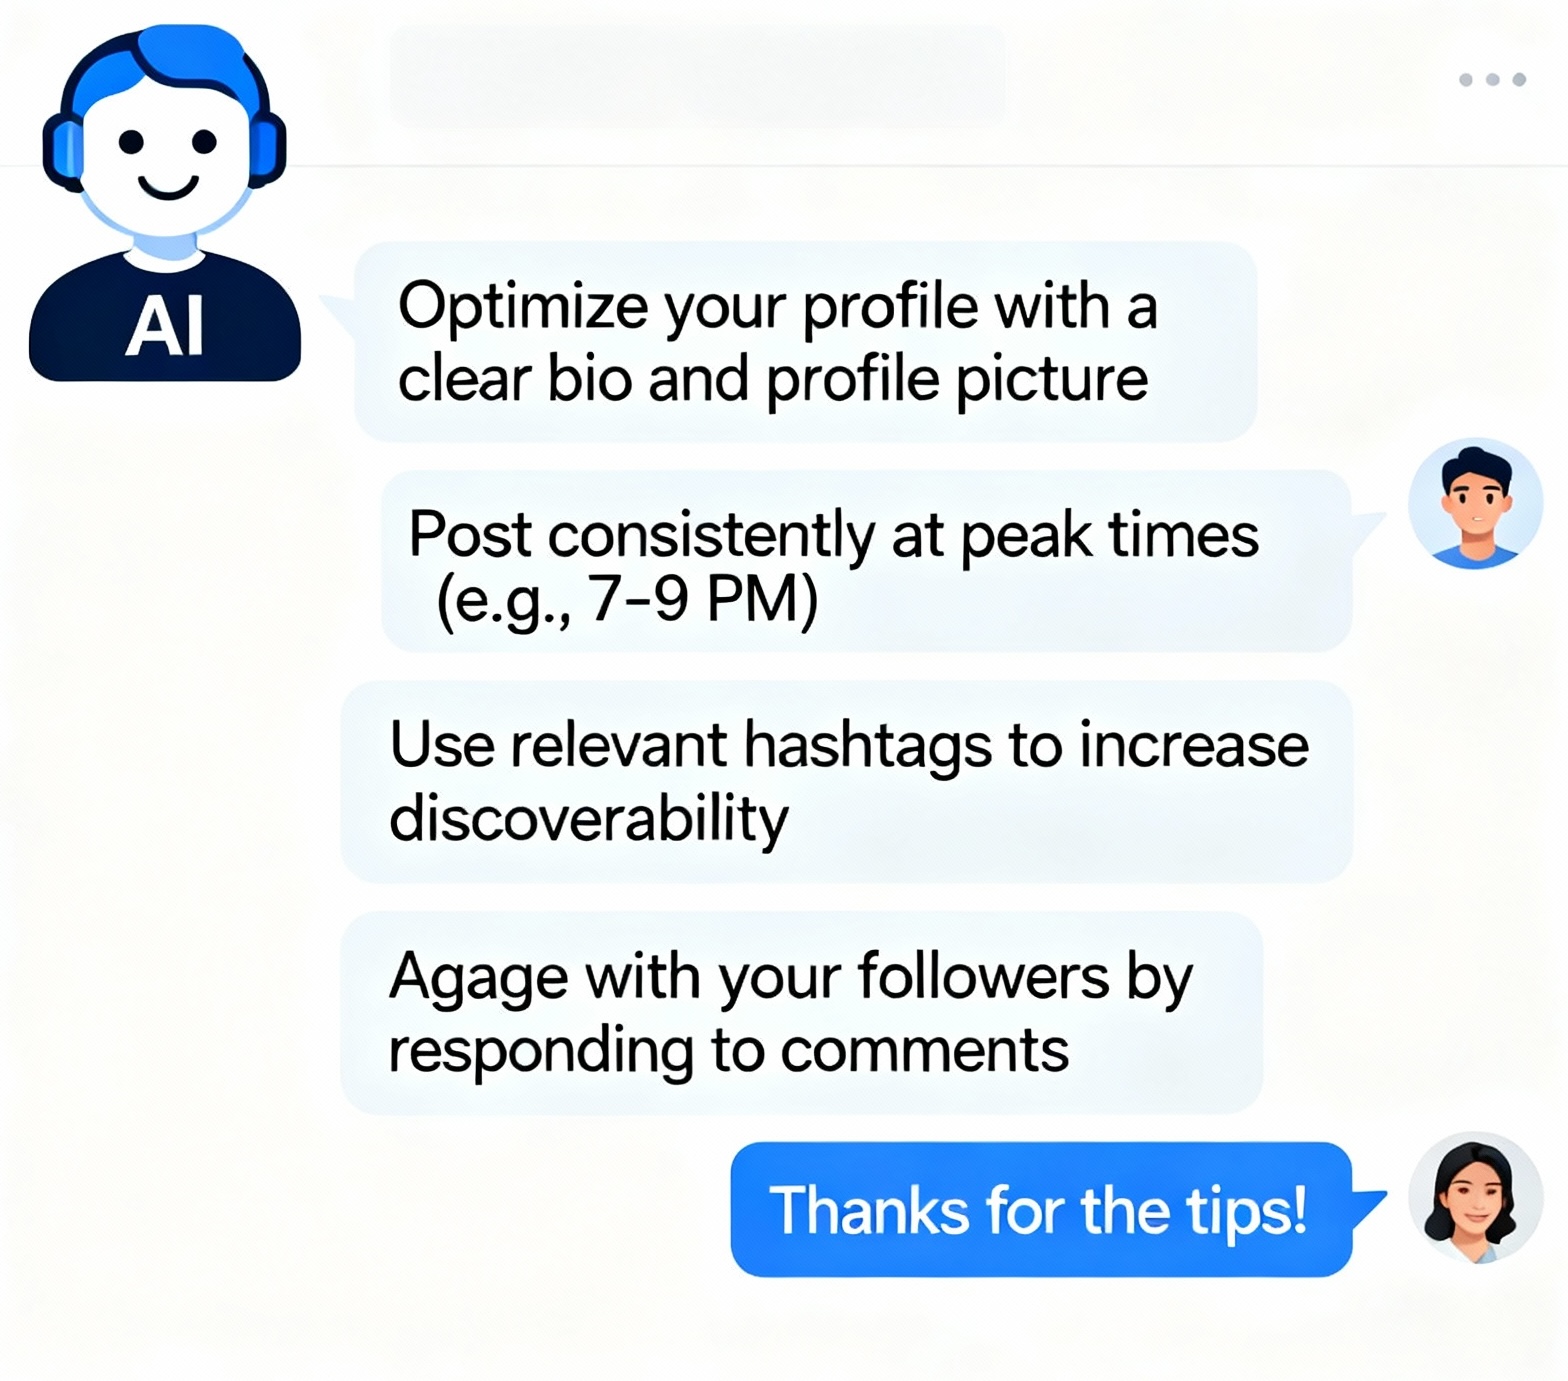 AI
Optimize your profile with a
clear bio and profile picture
Post consistently at peak times
(e.g., 7–9 PM)
Use relevant hashtags to increase
discoverability
Agage with your followers by
responding to comments
Thanks for the tips!